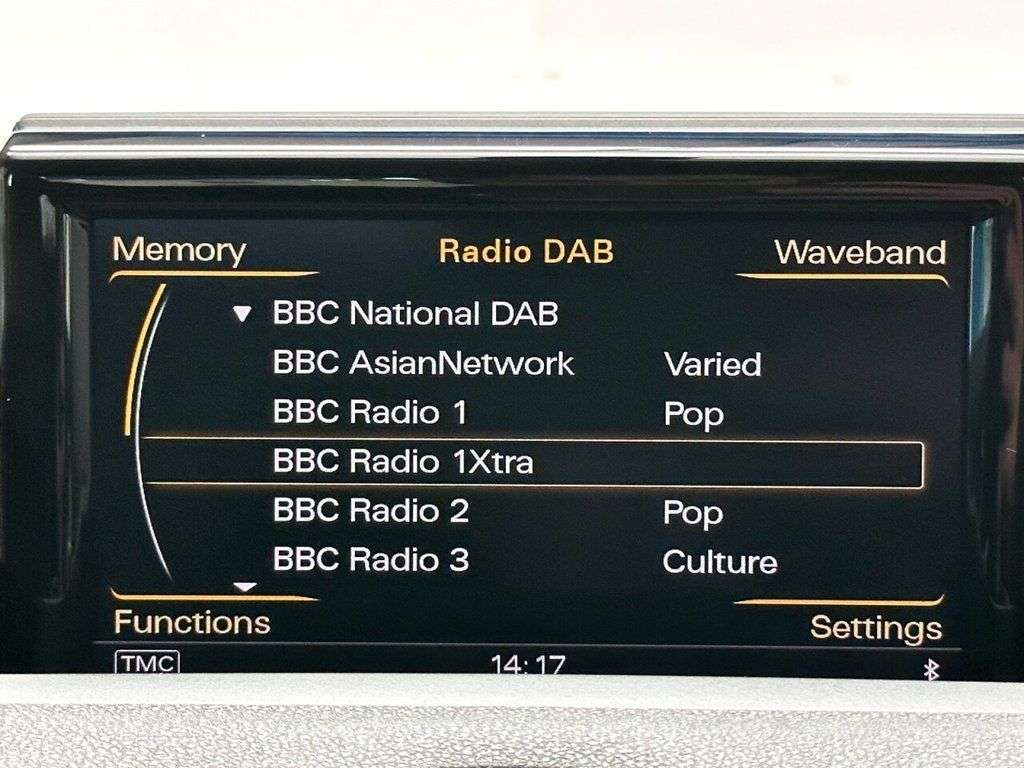 Memory Radio DAB Waveband
BBC National DAB
BBC AsianNetwork Varied
BBC Radio 1 Pop
BBC Radio 1Xtra
BBC Radio 2 Pop
BBC Radio 3 Culture
Functions Settings
TMC 14:17